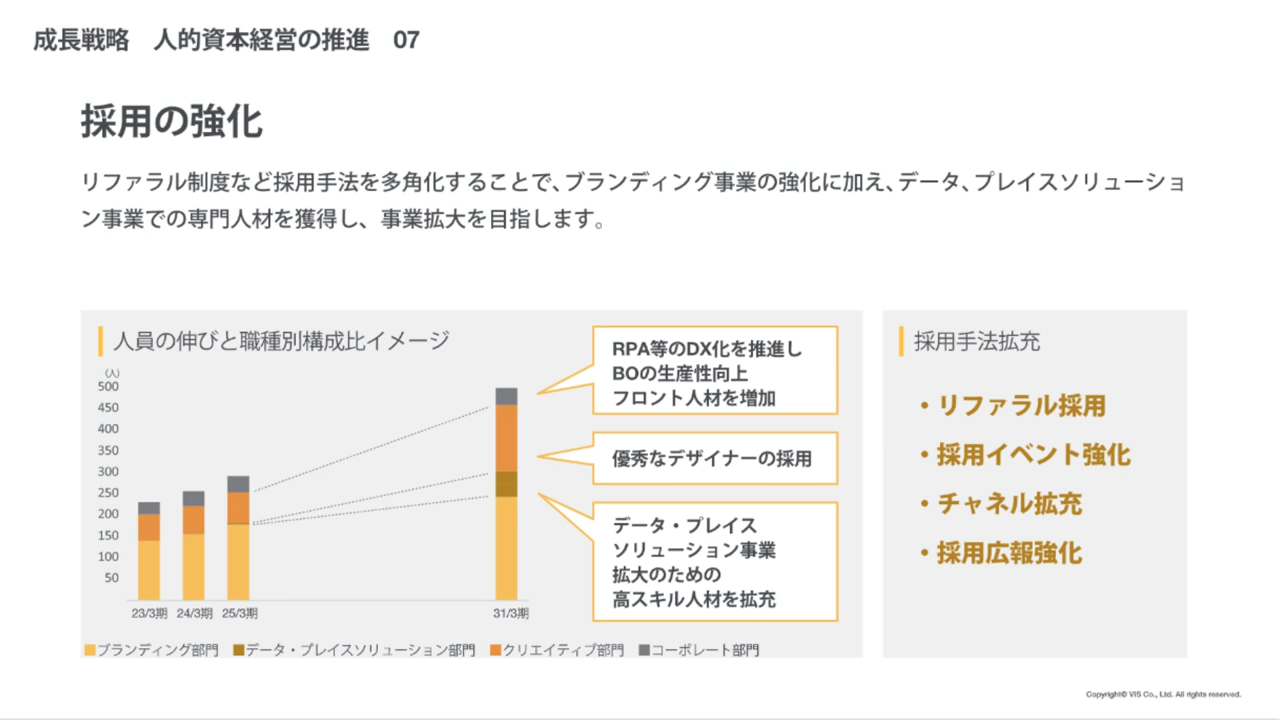 成長戦略　人的資本経営の推進　07
採用の強化
リファラル制度など採用手法を多角化することで、ブランディング事業の強化に加え、データ、プレイスソリューショ
ン事業での専門人材を獲得し、事業拡大を目指します。
人員の伸びと職種別構成比イメージ
(人)
500
450
400
350
300
250
200
150
100
50
23/3期
24/3期
25/3期
31/3期
RPA等のDX化を推進し
BOの生産性向上
フロント人材を増加
優秀なデザイナーの採用
データ・プレイス
ソリューション事業
拡大のための
高スキル人材を拡充
ブランディング部門
データ・プレイスソリューション部門
クリエイティブ部門
コーポレート部門
採用手法拡充
・リファラル採用
・採用イベント強化
・チャネル拡充
・採用広報強化
Copyright© VIS Co., Ltd. All rights reserved.